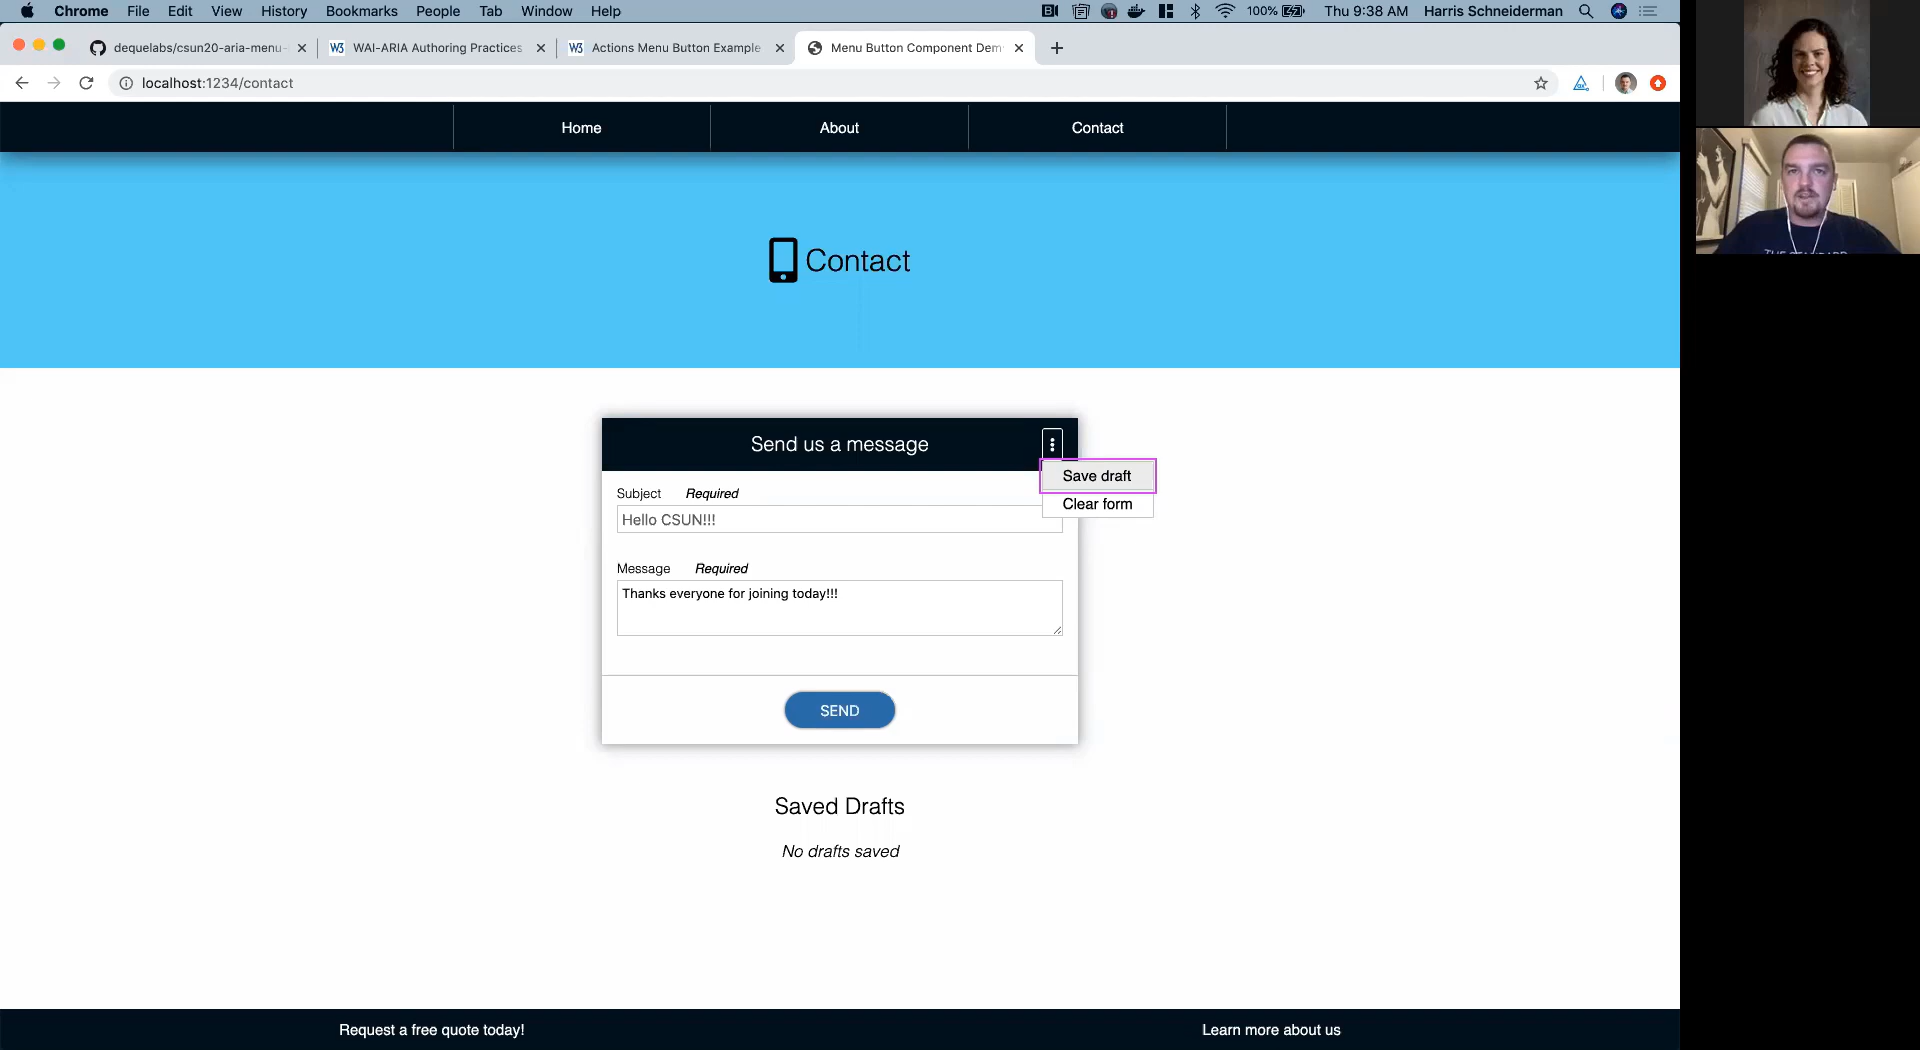 Chrome File Edit View History Bookmarks People Tab Window Help 100% Thu 9:38 AM Harris Schneiderman
dequelabs/csun20-aria-menu- W3 WAI-ARIA Authoring Practices W3 Actions Menu Button Example Menu Button Component Dem
localhost:1234/contact
Home About Contact
Contact
Send us a message
Save draft
Clear form
Subject Required
Hello CSUN!!!
Message Required
Thanks everyone for joining today!!!
SEND
Saved Drafts
No drafts saved
Request a free quote today! Learn more about us